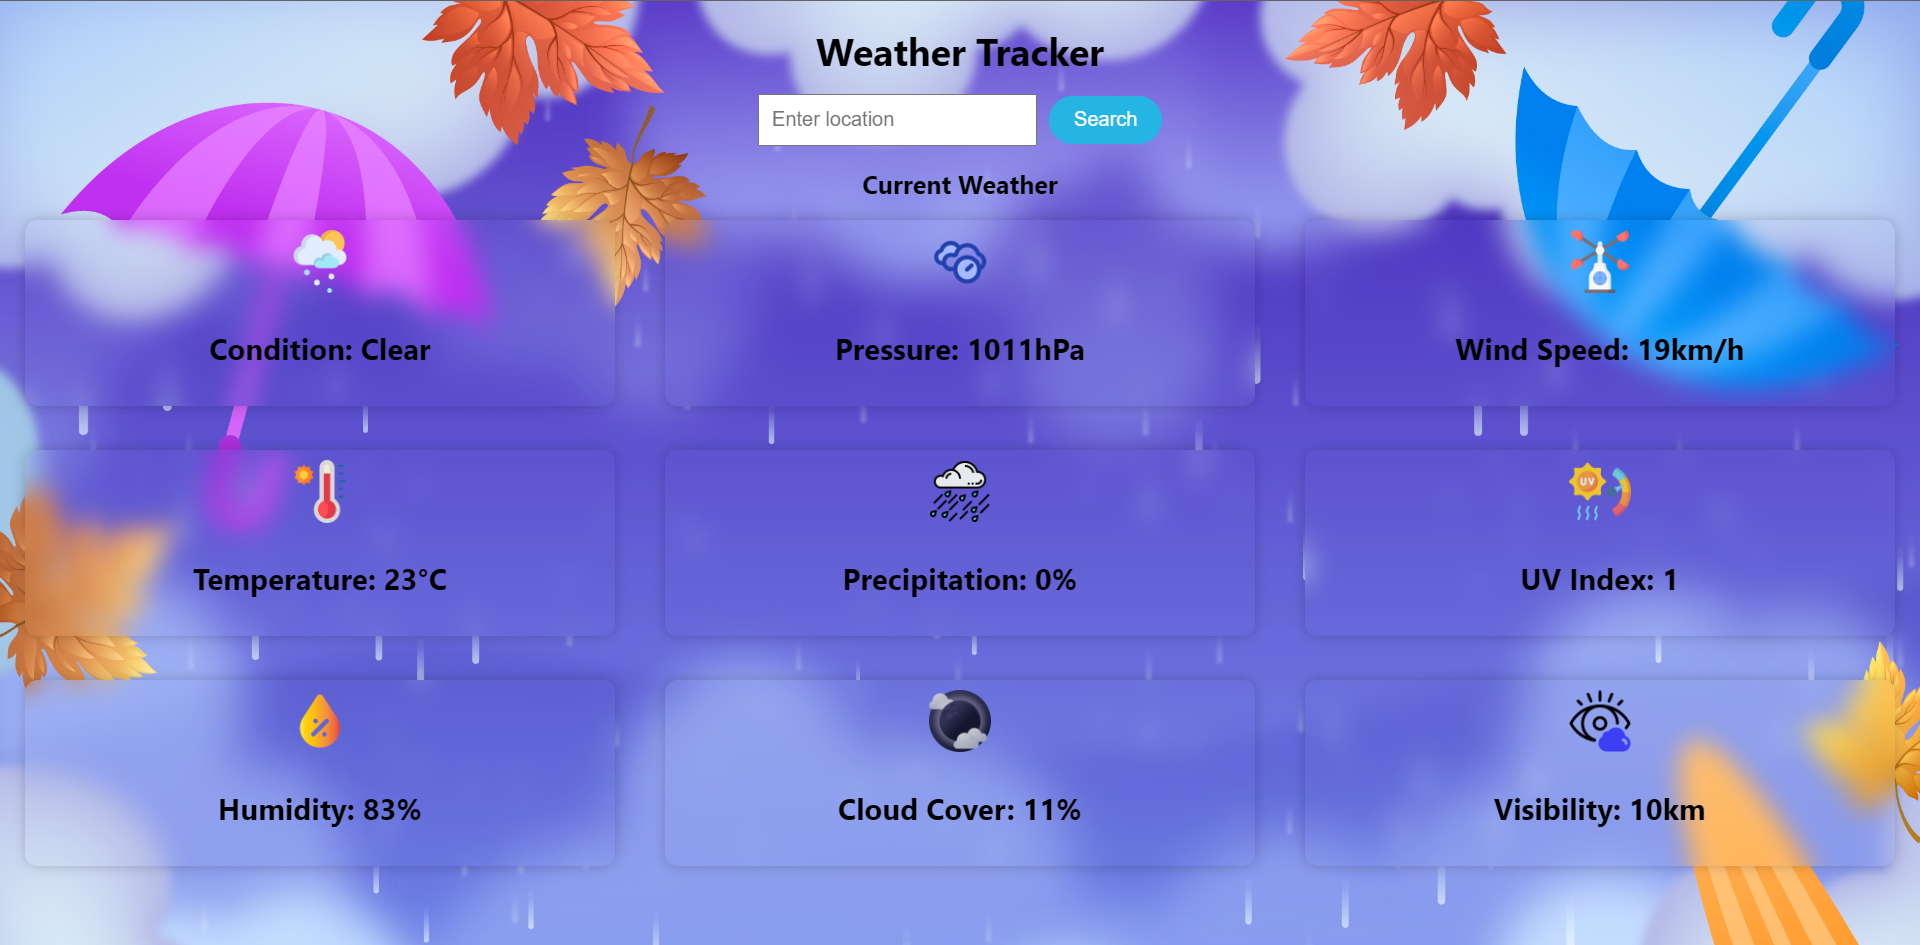 Weather Tracker
Enter location
Search
Current Weather
Condition: Clear
Pressure: 1011hPa
Wind Speed: 19km/h
Temperature: 23°C
Precipitation: 0%
UV
UV Index: 1
Humidity: 83%
Cloud Cover: 11%
Visibility: 10km